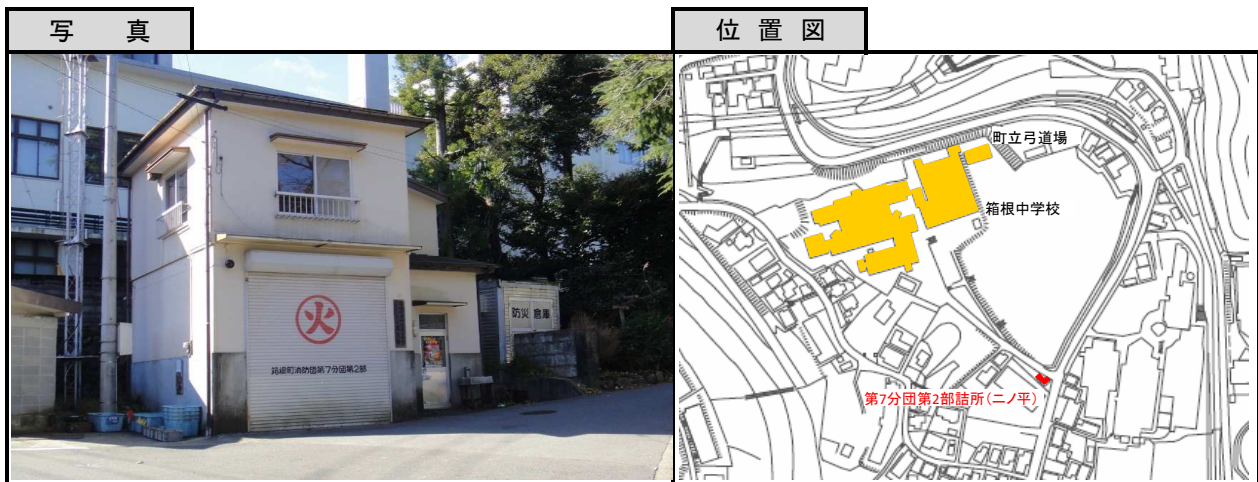 写 真
位 置 図
火
箱根町消防団第7分団第2部
防災 倉庫
町立弓道場
箱根中学校
第7分団第2部詰所(二ノ平)